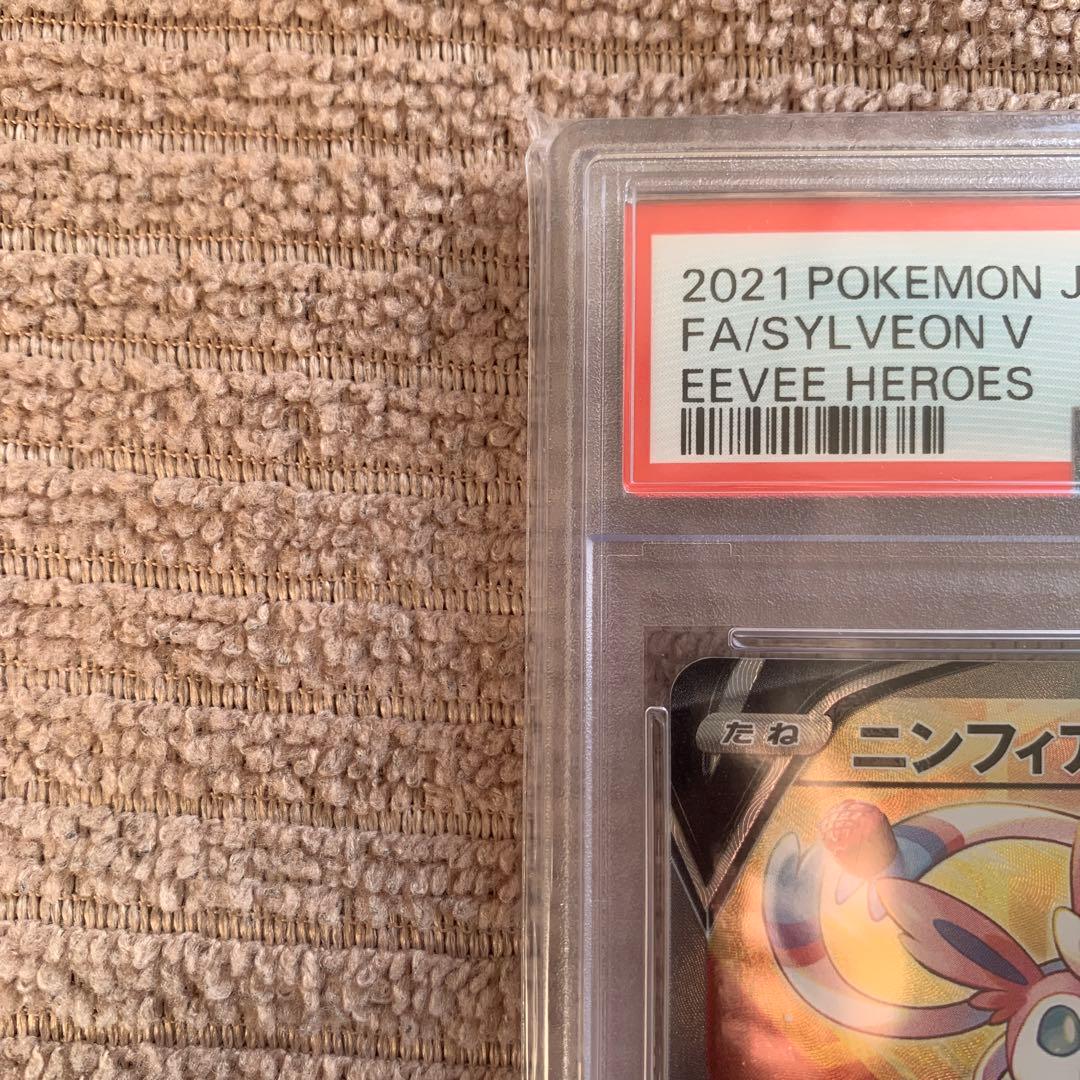 2021 POKEMON J
FA/SYLVEON V
EEVEE HEROES
たね
ニンフィア